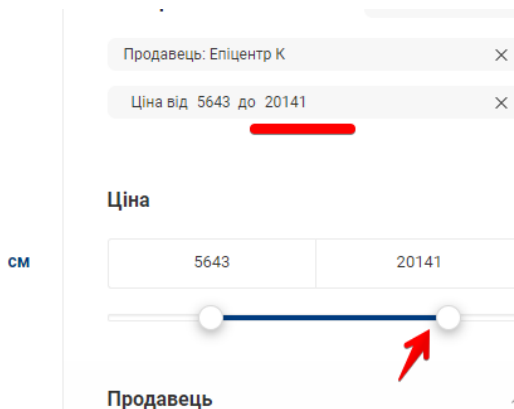 Продавець: Епіцентр К
Ціна від 5643 до 20141
Ціна
см
5643 20141
Продавець